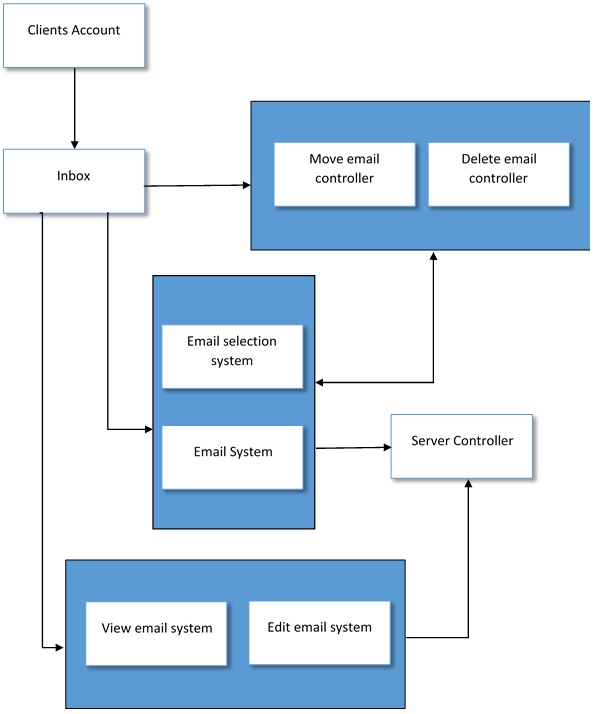 Clients Account
Inbox
Move email
controller
Delete email
controller
Email selection
system
Email System
Server Controller
View email system
Edit email system